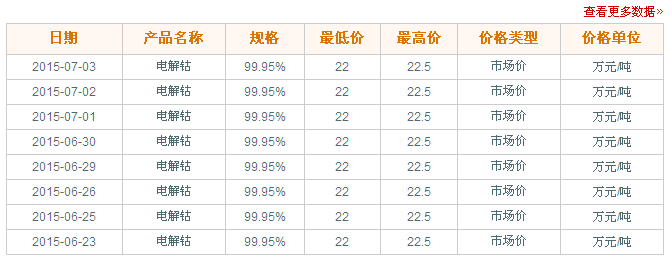 查看更多数据»
日期 产品名称 规格 最低价 最高价 价格类型 价格单位
2015-07-03 电解钴 99.95% 22 22.5 市场价 万元/吨
2015-07-02 电解钴 99.95% 22 22.5 市场价 万元/吨
2015-07-01 电解钴 99.95% 22 22.5 市场价 万元/吨
2015-06-30 电解钴 99.95% 22 22.5 市场价 万元/吨
2015-06-29 电解钴 99.95% 22 22.5 市场价 万元/吨
2015-06-26 电解钴 99.95% 22 22.5 市场价 万元/吨
2015-06-25 电解钴 99.95% 22 22.5 市场价 万元/吨
2015-06-23 电解钴 99.95% 22 22.5 市场价 万元/吨